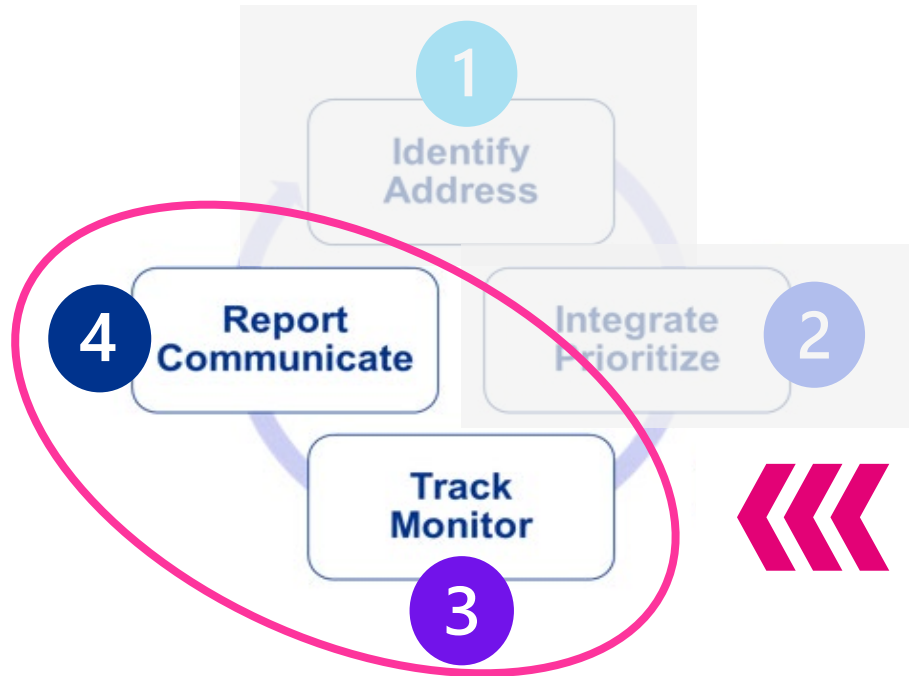 1
Identify
Address
4
Report
Communicate
Integrate
Prioritize
2
Track
Monitor
3